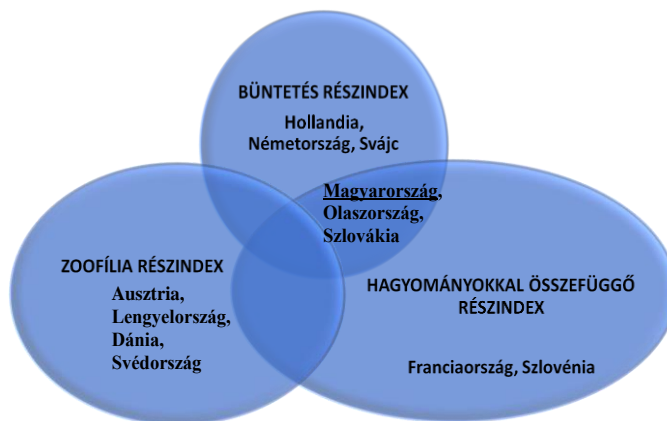 BÜNTETÉS RÉSZINDEX
Hollandia,
Németország, Svájc
Magyarország,
Olaszország,
Szlovákia
ZOOFÍLIA RÉSZINDEX
Ausztria,
Lengyelország,
Dánia,
Svédország
HAGYOMÁNYOKKAL ÖSSZEFÜGGŐ
RÉSZINDEX
Franciaország, Szlovénia